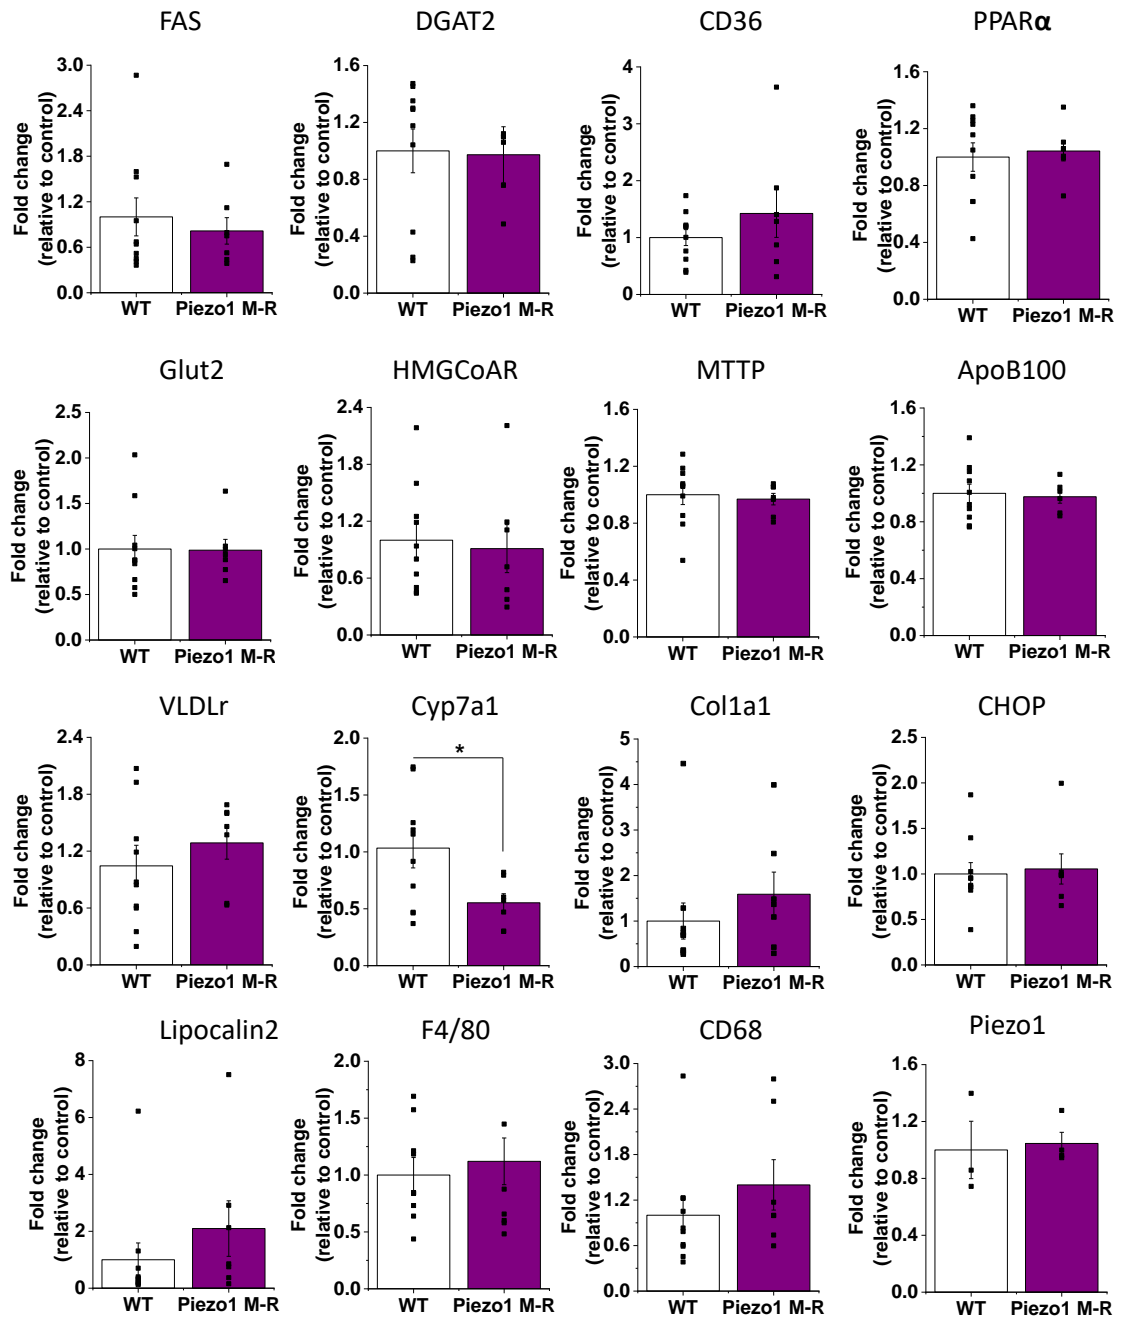 FAS
DGAT2
CD36
PPARα
Fold change
(relative to control)
3.0
2.4
1.8
1.2
0.6
0.0
WT
Piezo1 M-R
Fold change
(relative to control)
1.6
1.2
0.8
0.4
0.0
WT
Piezo1 M-R
Fold change
(relative to control)
4
3
2
1
0
WT
Piezo1 M-R
Fold change
(relative to control)
1.6
1.2
0.8
0.4
0.0
WT
Piezo1 M-R
Glut2
HMGCoAR
MTTP
ApoB100
Fold change
(relative to control)
2.5
2.0
1.5
1.0
0.5
0.0
WT
Piezo1 M-R
Fold change
(relative to control)
2.4
1.8
1.2
0.6
0.0
WT
Piezo1 M-R
Fold change
(relative to control)
1.6
1.2
0.8
0.4
0.0
WT
Piezo1 M-R
Fold change
(relative to control)
1.6
1.2
0.8
0.4
0.0
WT
Piezo1 M-R
VLDLr
Cyp7a1
Col1a1
CHOP
Fold change
(relative to control)
2.4
1.8
1.2
0.6
0.0
WT
Piezo1 M-R
Fold change
(relative to control)
2.0
1.5
1.0
0.5
0.0
*
WT
Piezo1 M-R
Fold change
(relative to control)
5
4
3
2
1
0
WT
Piezo1 M-R
Fold change
(relative to control)
2.5
2.0
1.5
1.0
0.5
0.0
WT
Piezo1 M-R
Lipocalin2
F4/80
CD68
Piezo1
Fold change
(relative to control)
8
6
4
2
0
WT
Piezo1 M-R
Fold change
(relative to control)
2.0
1.5
1.0
0.5
0.0
WT
Piezo1 M-R
Fold change
(relative to control)
3.0
2.4
1.8
1.2
0.6
0.0
WT
Piezo1 M-R
Fold change
(relative to control)
1.6
1.2
0.8
0.4
0.0
WT
Piezo1 M-R